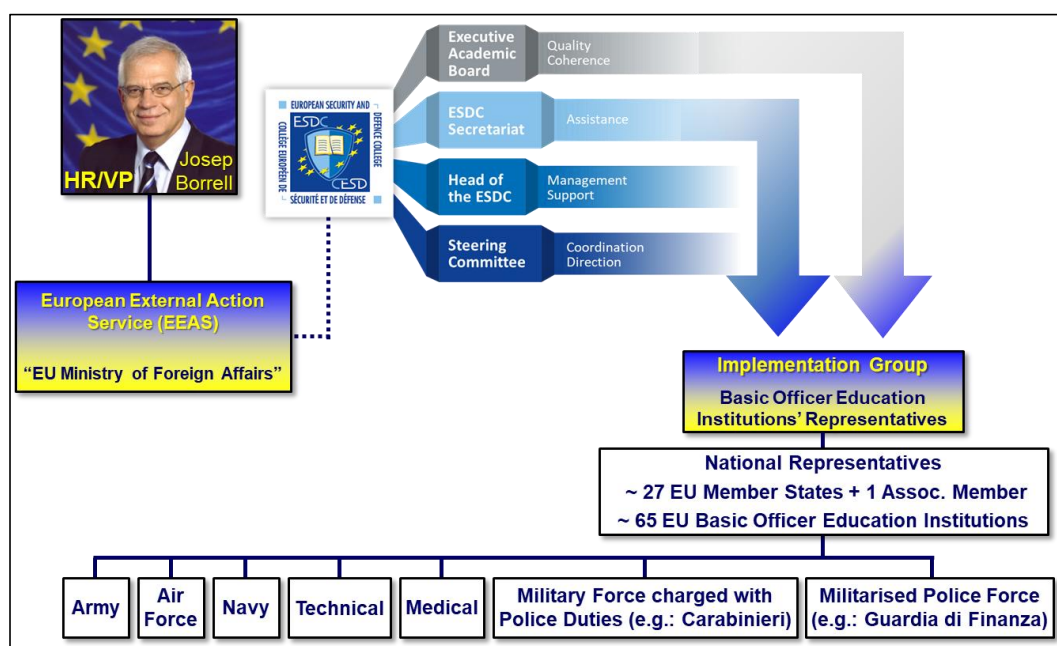 HR/VP
Josep
Borrell
EUROPEAN SECURITY AND
DEFENCE COLLEGE
COLLÈGE EUROPÉEN DE
SÉCURITÉ ET DE DÉFENSE
ESDC
CESD
Executive
Academic
Board
Quality
Coherence
ESDC
Secretariat
Assistance
Head of
the ESDC
Management
Support
Steering
Committee
Coordination
Direction
European External Action
Service (EEAS)
“EU Ministry of Foreign Affairs”
Implementation Group
Basic Officer Education
Institutions’ Representatives
National Representatives
~ 27 EU Member States + 1 Assoc. Member
~ 65 EU Basic Officer Education Institutions
Army
Air
Force
Navy
Technical
Medical
Military Force charged with
Police Duties (e.g.: Carabinieri)
Militarised Police Force
(e.g.: Guardia di Finanza)